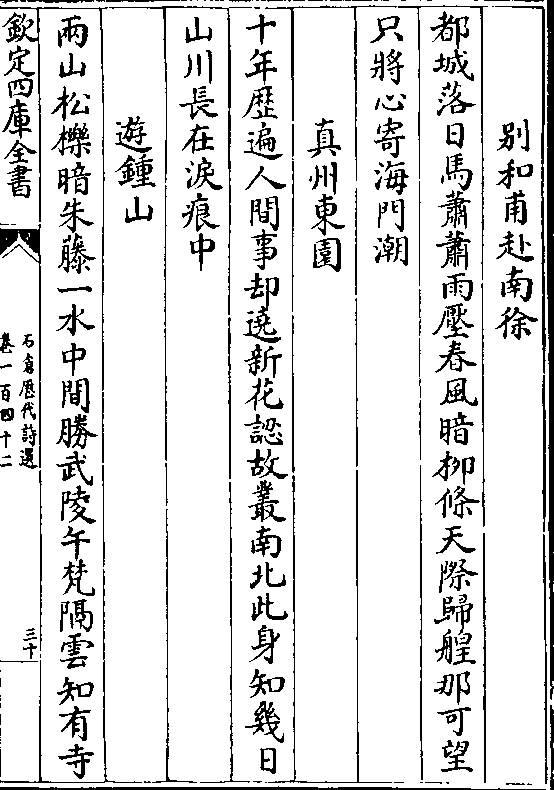 别和甫赴南徐
都城落日馬蕭蕭雨壓春風暗柳條天際歸艎那可望
只將心寄海門潮
真州東園
十年歴遍人間事却遶新花認故叢南北此身知幾日
山川長在淚痕中
遊鍾山
兩山松櫟暗朱藤一水中間勝武陵午梵隔雲知有寺
欽定四庫全書
石倉歴代詩選
卷一百四十二
三十